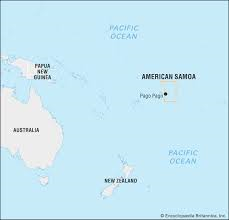 PACIFIC
OCEAN
PAPUA
NEW
GUINEA
AMERICAN SAMOA
Pago Pago
AUSTRALIA
PACIFIC
OCEAN
NEW ZEALAND
© Encyclopædia Britannica, Inc.